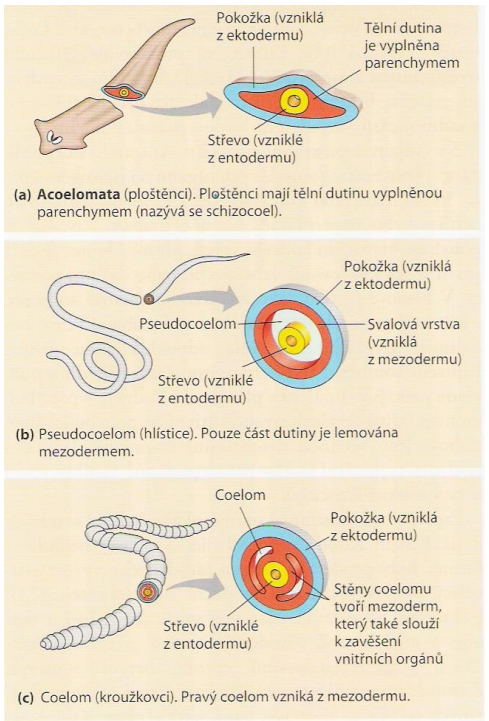 Pokožka (vzniklá
z ektodermu)
Tělní dutina
je vyplněna
parenchymem
Střevo (vzniklé
z entodermu)
(a) Acoelomata (ploštěnci). Ploštěnci mají tělní dutinu vyplněnou
parenchymem (nazývá se schizocoel).
Pokožka (vzniklá
z ektodermu)
Pseudocoelom
Svalová vrstva
(vzniklá
z mezodermu)
Střevo (vzniklé
z entodermu)
(b) Pseudocoelom (hlístice). Pouze část dutiny je lemována
mezodermem.
Coelom
Pokožka (vzniklá
z ektodermu)
Stěny coelomu
tvoří mezoderm,
který také slouží
k zavěšení
vnitřních orgánů
Střevo (vzniklé
z entodermu)
(c) Coelom (kroužkovci). Pravý coelom vzniká z mezodermu.